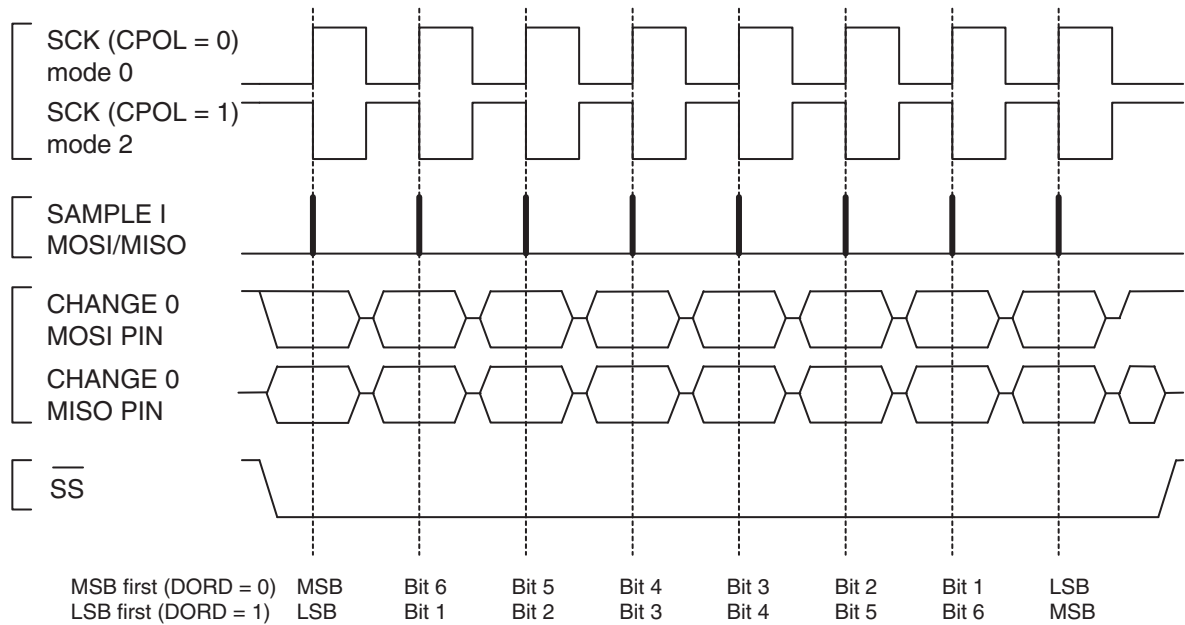 SCK (CPOL = 0)
mode 0
SCK (CPOL = 1)
mode 2
SAMPLE I
MOSI/MISO
CHANGE 0
MOSI PIN
CHANGE 0
MISO PIN
SS
MSB first (DORD = 0) MSB Bit 6 Bit 5 Bit 4 Bit 3 Bit 2 Bit 1 LSB
LSB first (DORD = 1) LSB Bit 1 Bit 2 Bit 3 Bit 4 Bit 5 Bit 6 MSB